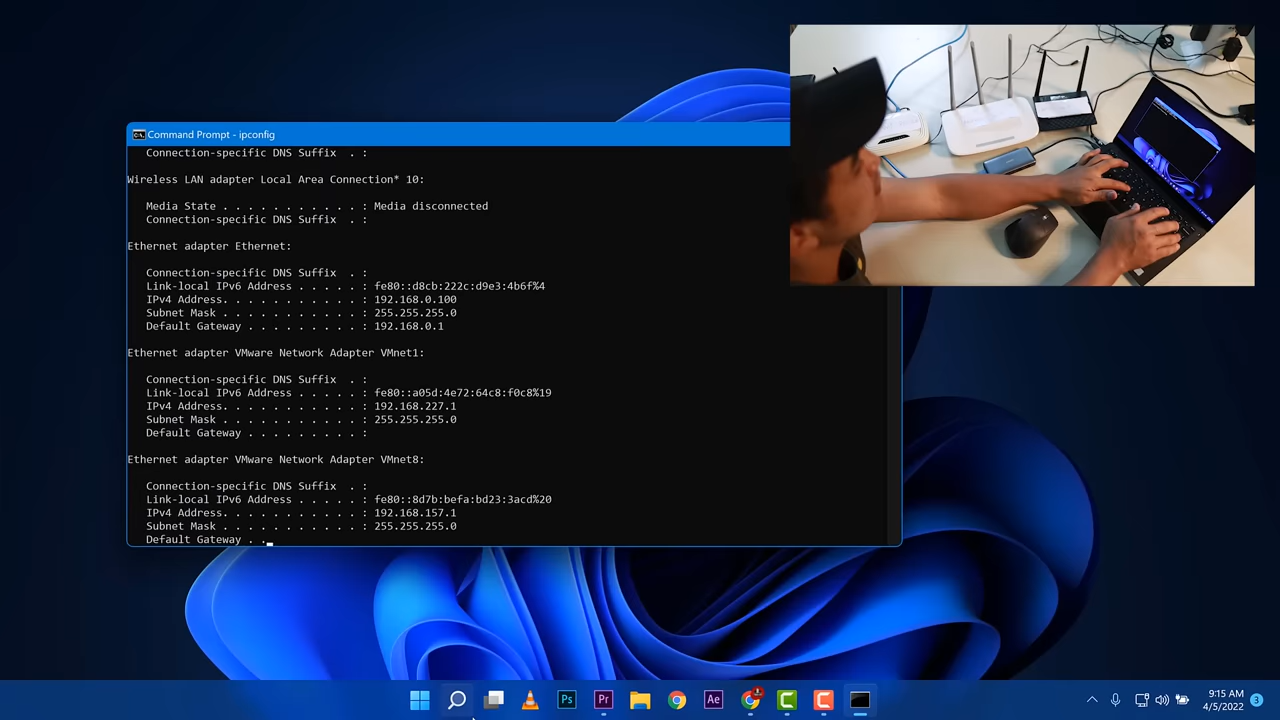 Command Prompt - ipconfig
Connection-specific DNS Suffix . :
Wireless LAN adapter Local Area Connection* 10:
Media State . . . . . . . . . . . : Media disconnected
Connection-specific DNS Suffix . :
Ethernet adapter Ethernet:
Connection-specific DNS Suffix . :
Link-local IPv6 Address . . . . . : fe80::d8cb:222c:d9e3:4b6f%4
IPv4 Address. . . . . . . . . . . : 192.168.0.100
Subnet Mask . . . . . . . . . . . : 255.255.255.0
Default Gateway . . . . . . . . . : 192.168.0.1
Ethernet adapter VMware Network Adapter VMnet1:
Connection-specific DNS Suffix . :
Link-local IPv6 Address . . . . . : fe80::a05d:4e72:64c8:f0c8%19
IPv4 Address. . . . . . . . . . . : 192.168.227.1
Subnet Mask . . . . . . . . . . . : 255.255.255.0
Default Gateway . . . . . . . . . :
Ethernet adapter VMware Network Adapter VMnet8:
Connection-specific DNS Suffix . :
Link-local IPv6 Address . . . . . : fe80::8d7b:befa:bd23:3acd%20
IPv4 Address. . . . . . . . . . . : 192.168.157.1
Subnet Mask . . . . . . . . . . . : 255.255.255.0
Default Gateway . .
Ps Pr Ae
9:15 AM
4/5/2022
3